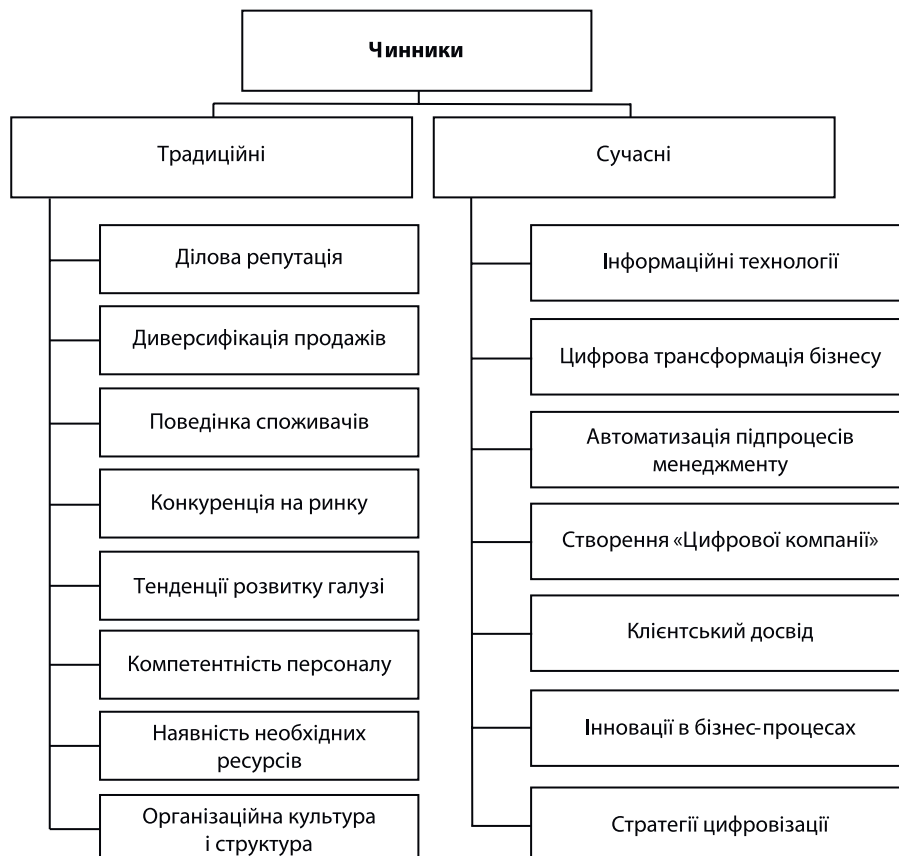 Чинники
Традиційні
Ділова репутація
Диверсифікація продажів
Поведінка споживачів
Конкуренція на ринку
Тенденції розвитку галузі
Компетентність персоналу
Наявність необхідних
ресурсів
Організаційна культура
і структура
Сучасні
Інформаційні технології
Цифрова трансформація бізнесу
Автоматизація підпроцесів
менеджменту
Створення «Цифрової компанії»
Клієнтський досвід
Інновації в бізнес-процесах
Стратегії цифровізації